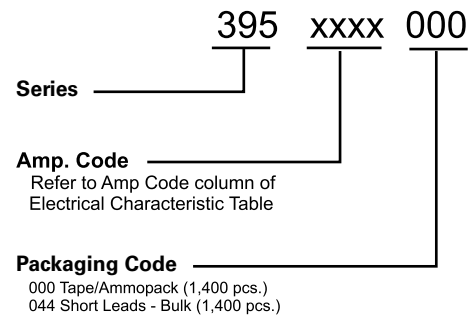 395 xxxx 000
Series
Amp. Code
Refer to Amp Code column of
Electrical Characteristic Table
Packaging Code
000 Tape/Ammopack (1,400 pcs.)
044 Short Leads - Bulk (1,400 pcs.)